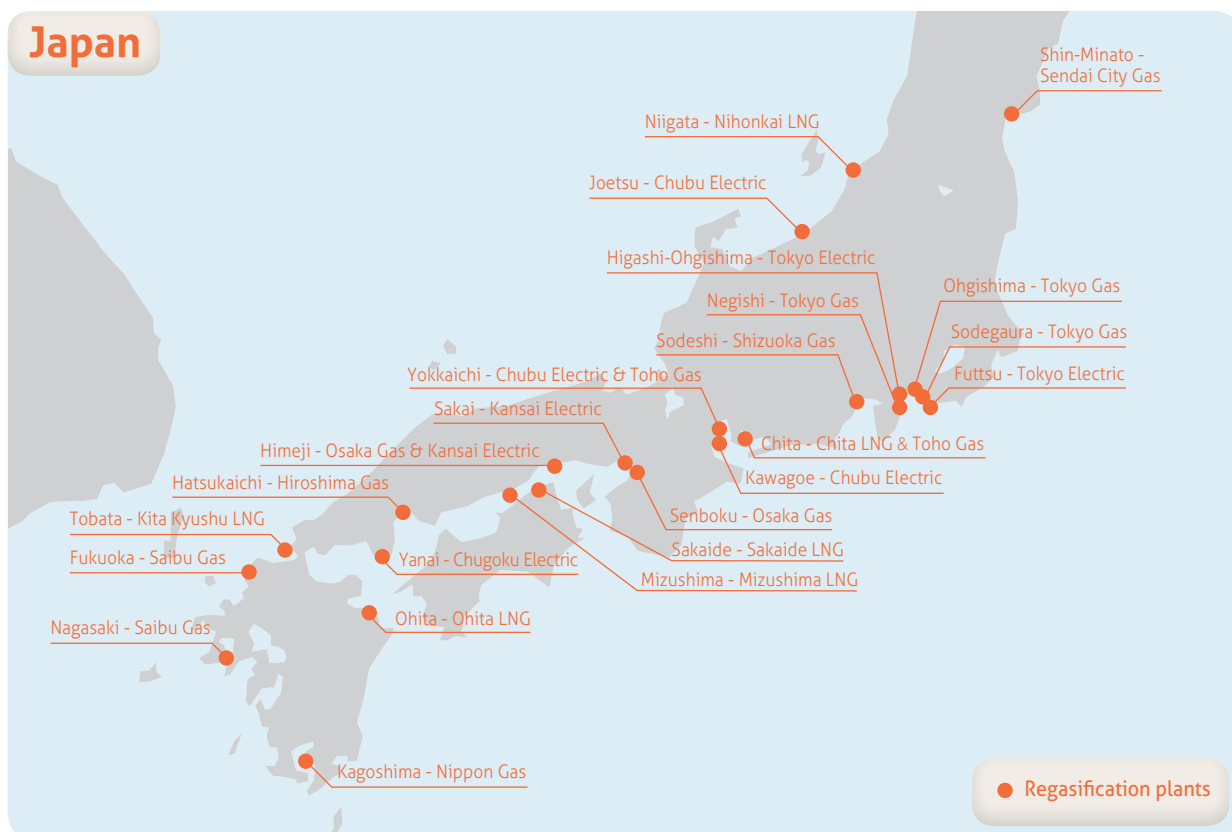 Japan
Shin-Minato -
Sendai City Gas
Niigata - Nihonkai LNG
Joetsu - Chubu Electric
Higashi-Ohgishima - Tokyo Electric
Ohgishima - Tokyo Gas
Negishi - Tokyo Gas
Sodegaura - Tokyo Gas
Sodeshi - Shizuoka Gas
Futtsu - Tokyo Electric
Yokkaichi - Chubu Electric & Toho Gas
Sakai - Kansai Electric
Chita - Chita LNG & Toho Gas
Himeji - Osaka Gas & Kansai Electric
Kawagoe - Chubu Electric
Hatsukaichi - Hiroshima Gas
Senboku - Osaka Gas
Tobata - Kita Kyushu LNG
Sakaide - Sakaide LNG
Fukuoka - Saibu Gas
Yanai - Chugoku Electric
Mizushima - Mizushima LNG
Ohita - Ohita LNG
Nagasaki - Saibu Gas
Kagoshima - Nippon Gas
Regasification plants